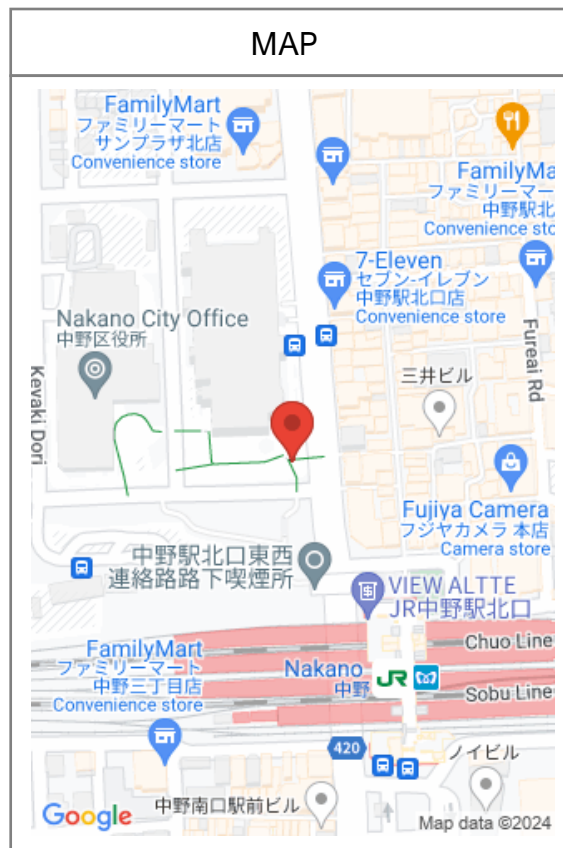 MAP
FamilyMart
ファミリーマート
サンプラザ北店
Convenience store
FamilyMa
ファミリーマー
中野駅北
Convenience sto
7-Eleven
セブン-イレブン
中野駅北口店
Convenience store
Nakano City Office
中野区役所
Kevaki Dori
Fureai Rd
三井ビル
Fujiya Camera
フジヤカメラ 本店
Camera store
中野駅北口東西
連絡路路下喫煙所
VIEW ALTTE
JR中野駅北口
FamilyMart
ファミリーマート
中野三丁目店
Convenience store
Nakano
中野
JR
Chuo Line
Sobu Line
420
ノイビル
中野南口駅前ビル
Google
Map data ©2024